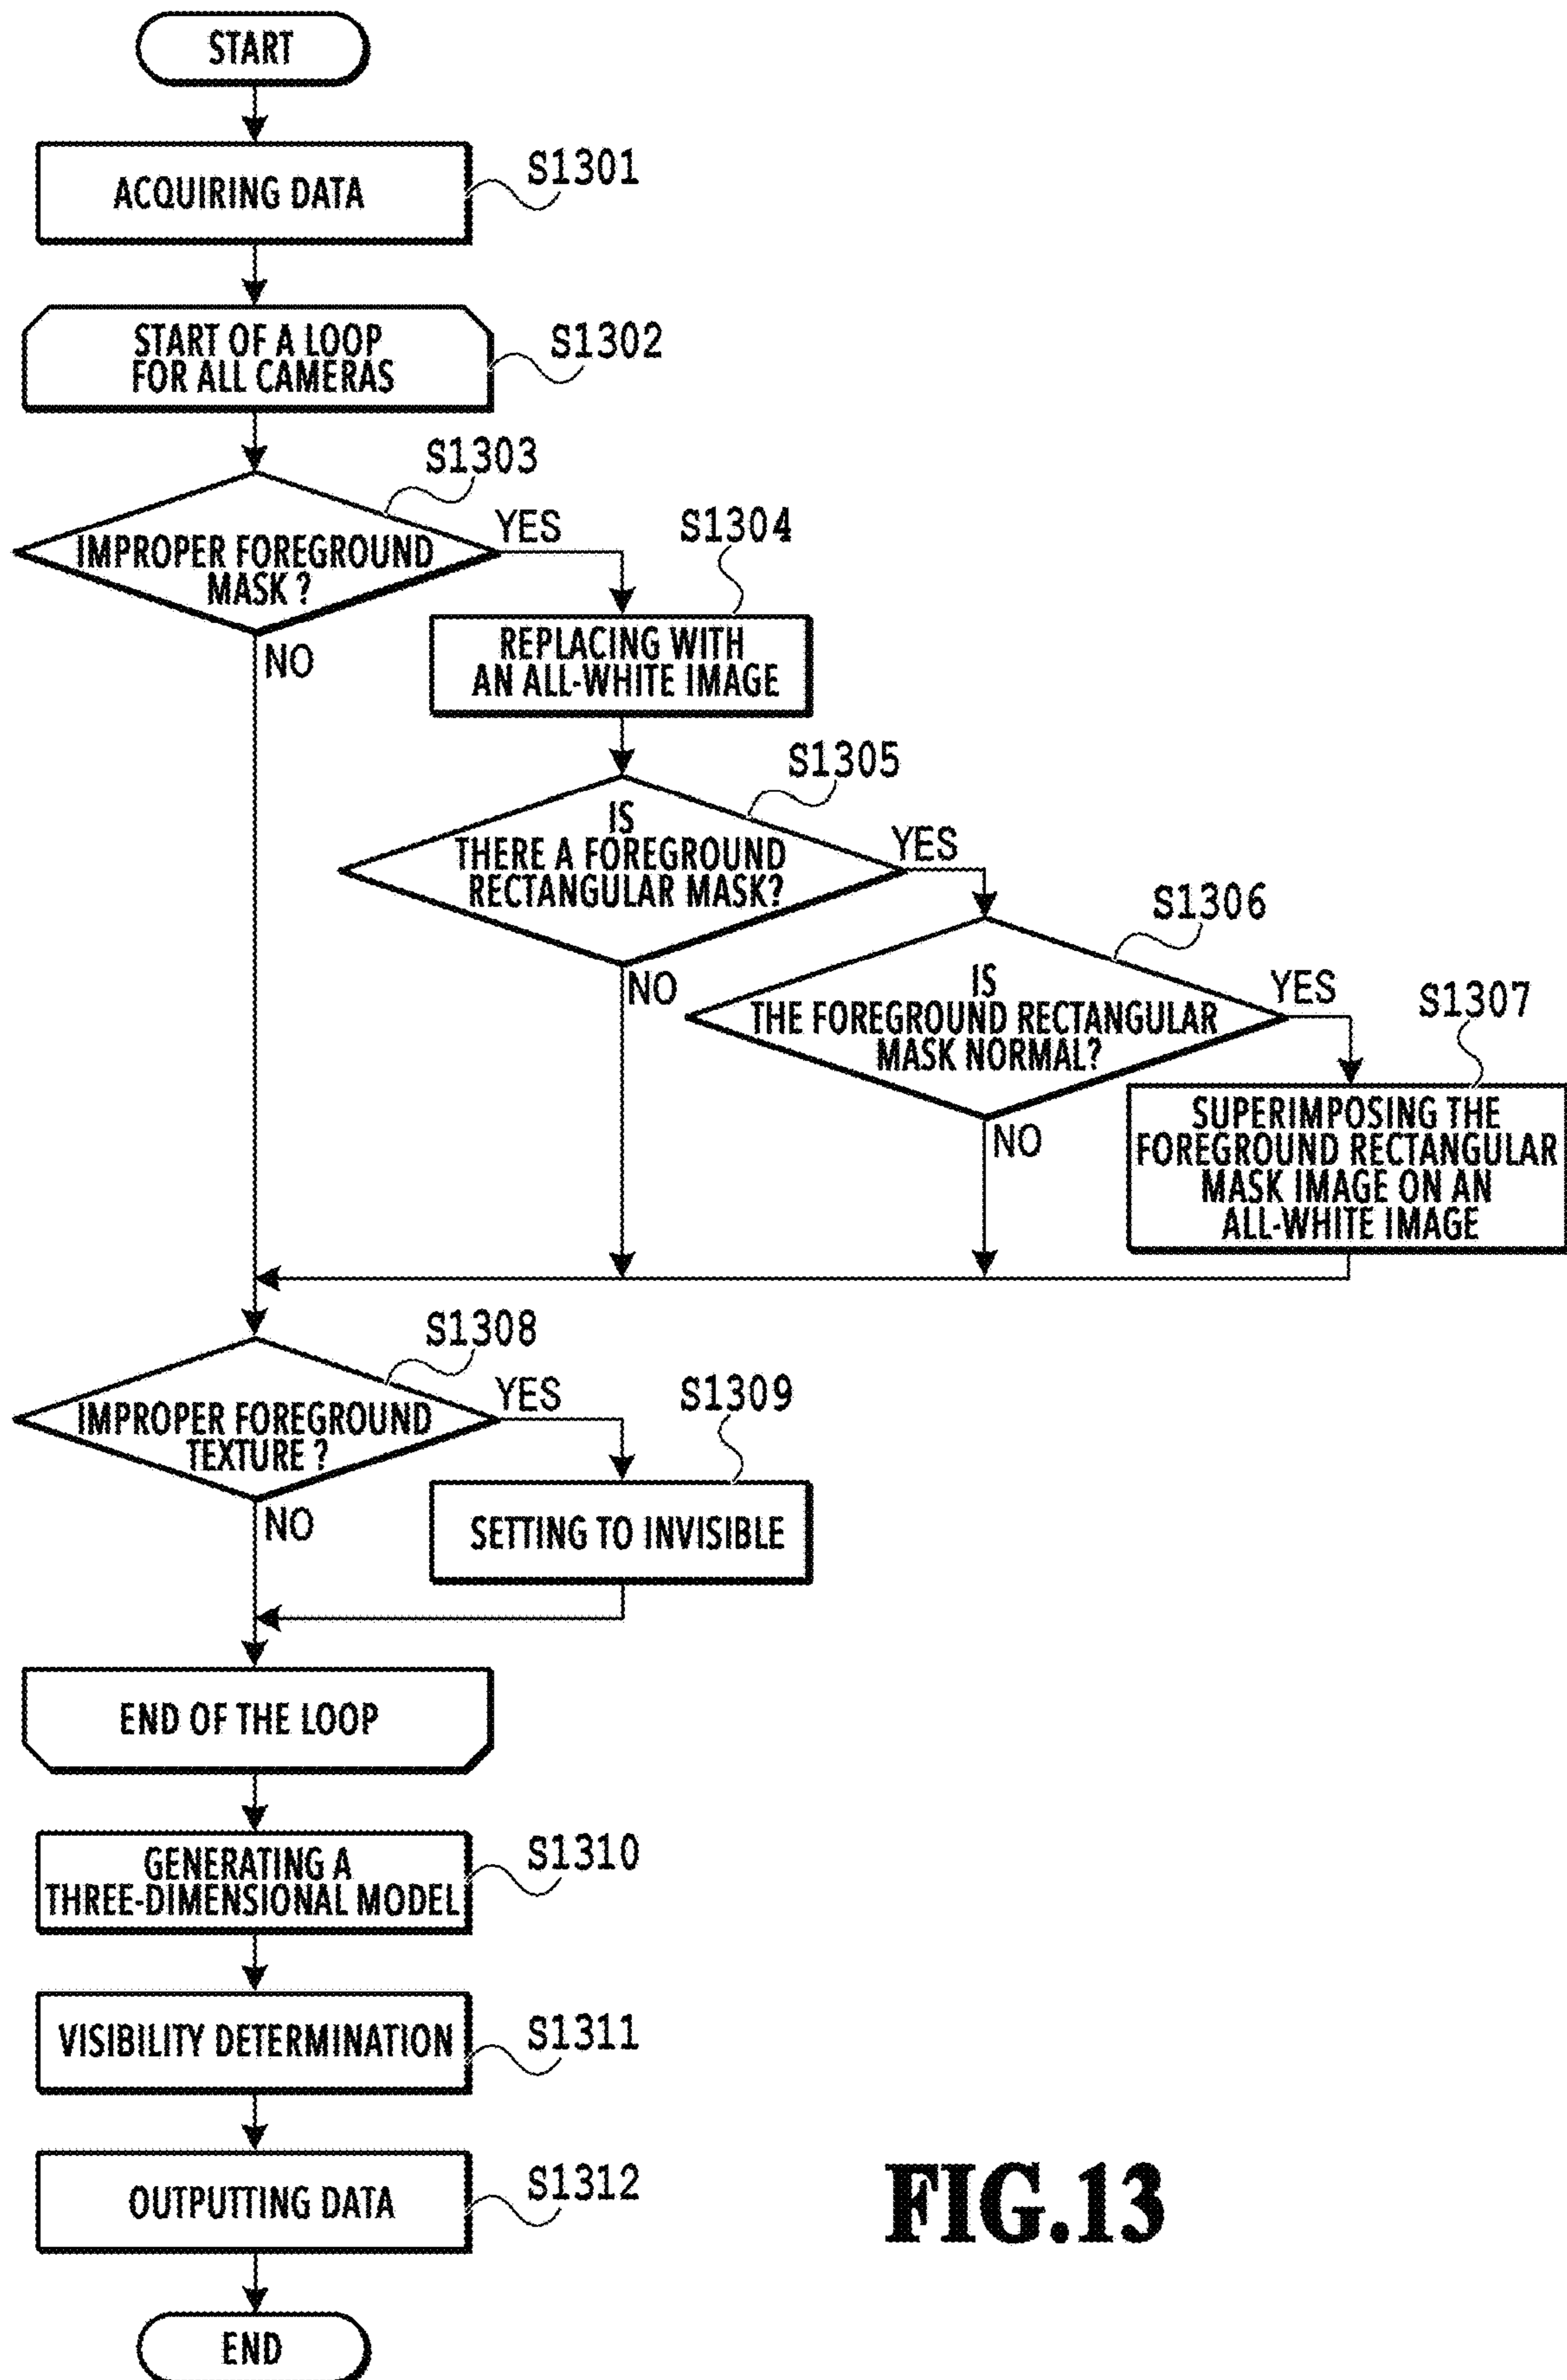 START
ACQUIRING DATA
S1301
START OF A LOOP
FOR ALL CAMERAS
S1302
S1303
IMPROPER FOREGROUND
MASK ?
YES
NO
S1304
REPLACING WITH
AN ALL-WHITE IMAGE
S1305
IS
THERE A FOREGROUND
RECTANGULAR MASK?
YES
NO
S1306
IS
THE FOREGROUND RECTANGULAR
MASK NORMAL?
YES
NO
S1307
SUPERIMPOSING THE
FOREGROUND RECTANGULAR
MASK IMAGE ON AN
ALL-WHITE IMAGE
S1308
IMPROPER FOREGROUND
TEXTURE ?
YES
NO
S1309
SETTING TO INVISIBLE
END OF THE LOOP
GENERATING A
THREE-DIMENSIONAL MODEL
S1310
VISIBILITY DETERMINATION
S1311
OUTPUTTING DATA
S1312
END
FIG.13